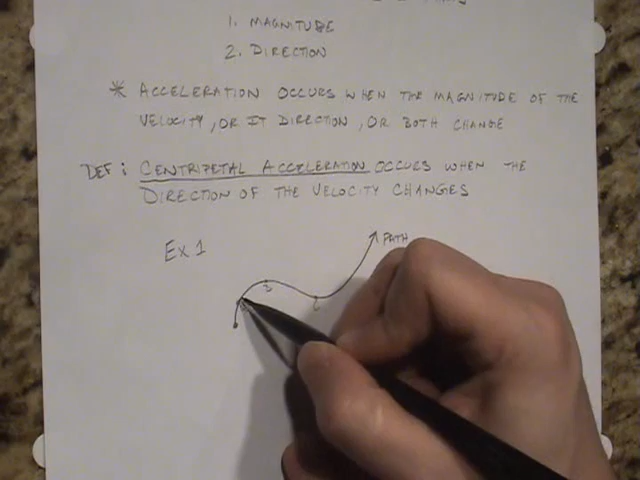 1. MAGNITUDE
2. DIRECTION
* ACCELERATION OCCURS WHEN THE MAGNITUDE OF THE
VELOCITY, OR IT DIRECTION, OR BOTH CHANGE
DEF: CENTRIPETAL ACCELERATION OCCURS WHEN THE
DIRECTION OF THE VELOCITY CHANGES
Ex 1
PATH